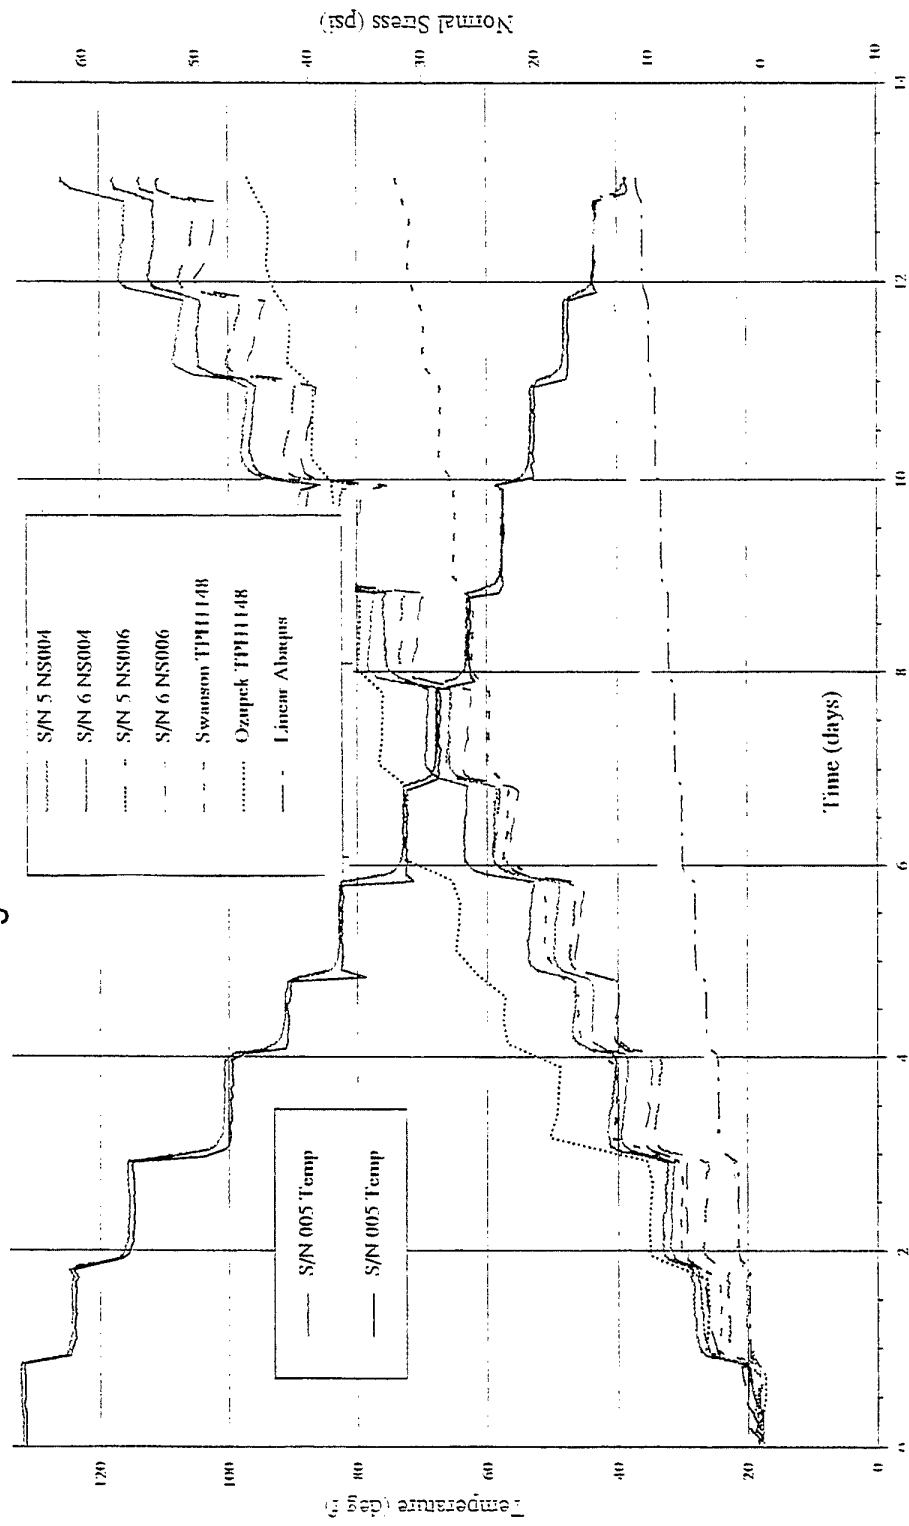 Normal Stress (psi)
60
50
40
30
20
10
0
10
S/N 5 NS004
S/N 6 NS004
S/N 5 NS006
S/N 6 NS006
Swanson TPH1148
Ozupek TPH1148
Linear Abaqus
S/N 005 Temp
S/N 005 Temp
Time (days)
0
2
4
6
8
10
12
14
Temperature (deg f)
120
100
80
60
40
20
0